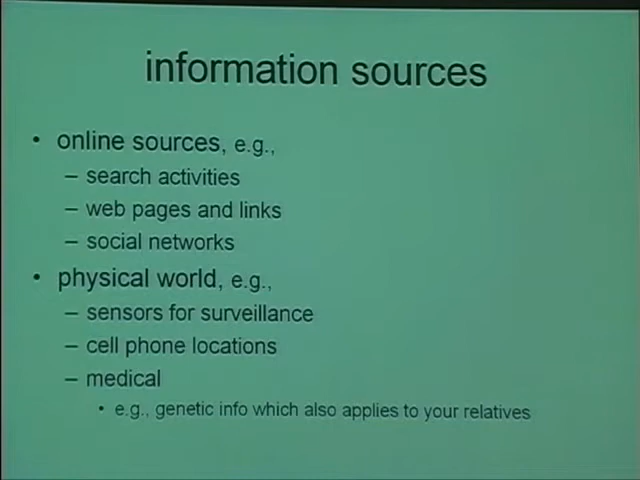 information sources
• online sources, e.g.,
– search activities
– web pages and links
– social networks
• physical world, e.g.,
– sensors for surveillance
– cell phone locations
– medical
• e.g., genetic info which also applies to your relatives